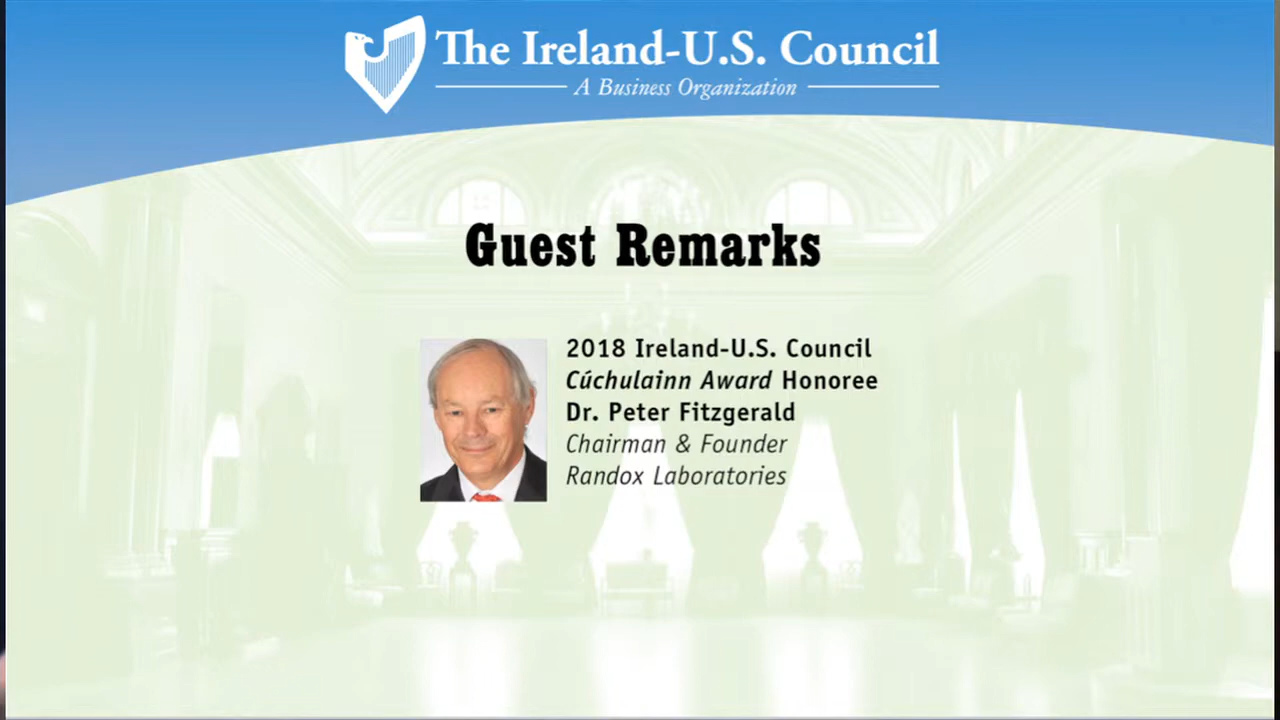 The Ireland-U.S. Council
A Business Organization
Guest Remarks
2018 Ireland-U.S. Council
Cúchulainn Award Honoree
Dr. Peter Fitzgerald
Chairman & Founder
Randox Laboratories